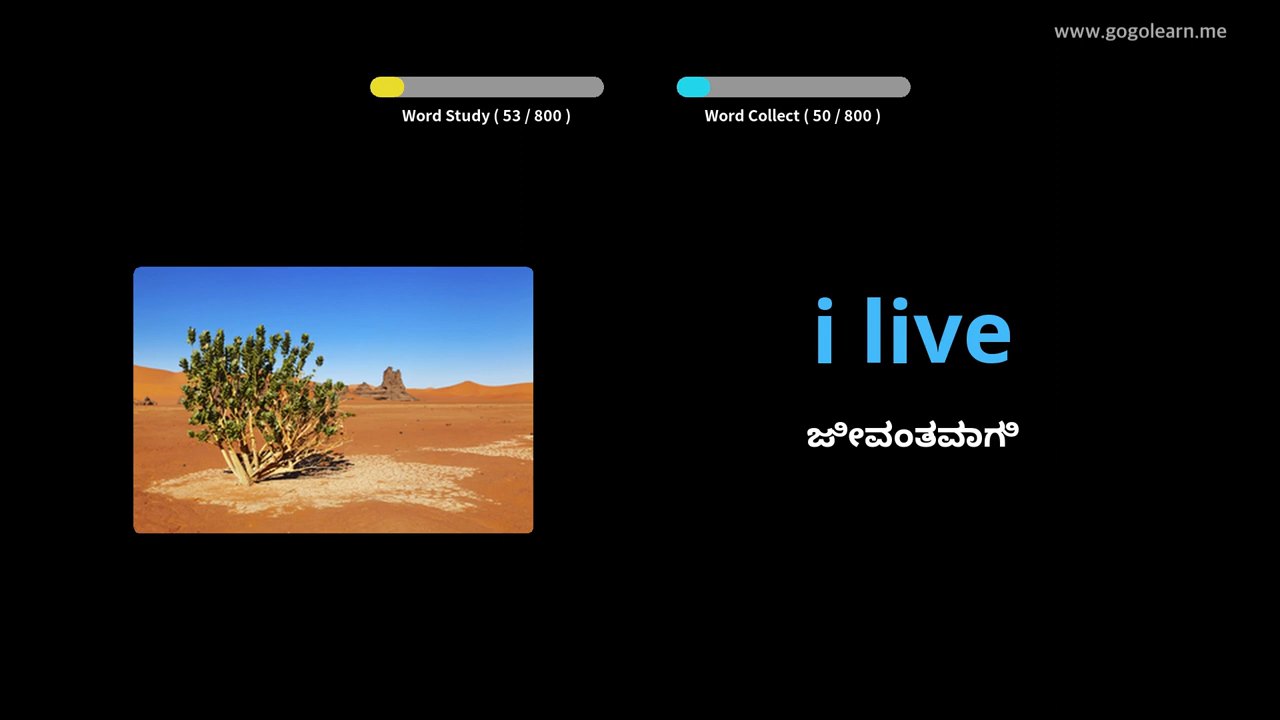 www.gogolearn.me
Word Study ( 53 / 800 )
Word Collect ( 50 / 800 )
i live
ಜೀವಂತವಾಗಿ